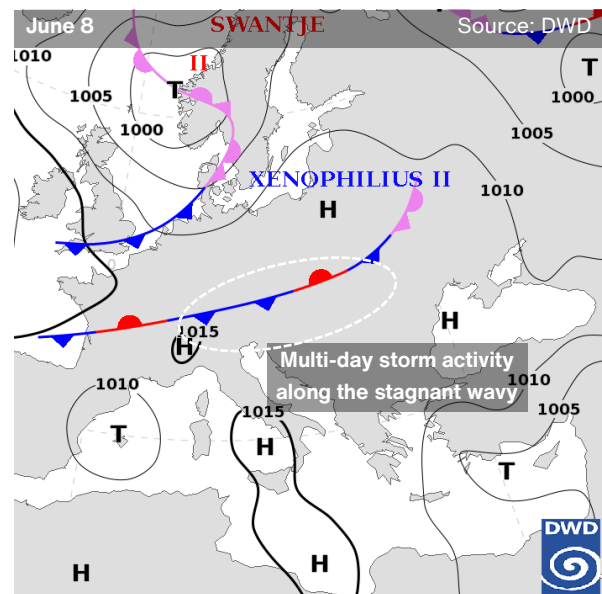 June 8
SWANTJE
Source: DWD
1010
II
T
T
1005
1000
1000
1005
XENOPHILIUS II
1010
H
H
1015
H
Multi-day storm activity
along the stagnant wavy
1010
1010
1005
1015
T
H
T
H
H
DWD